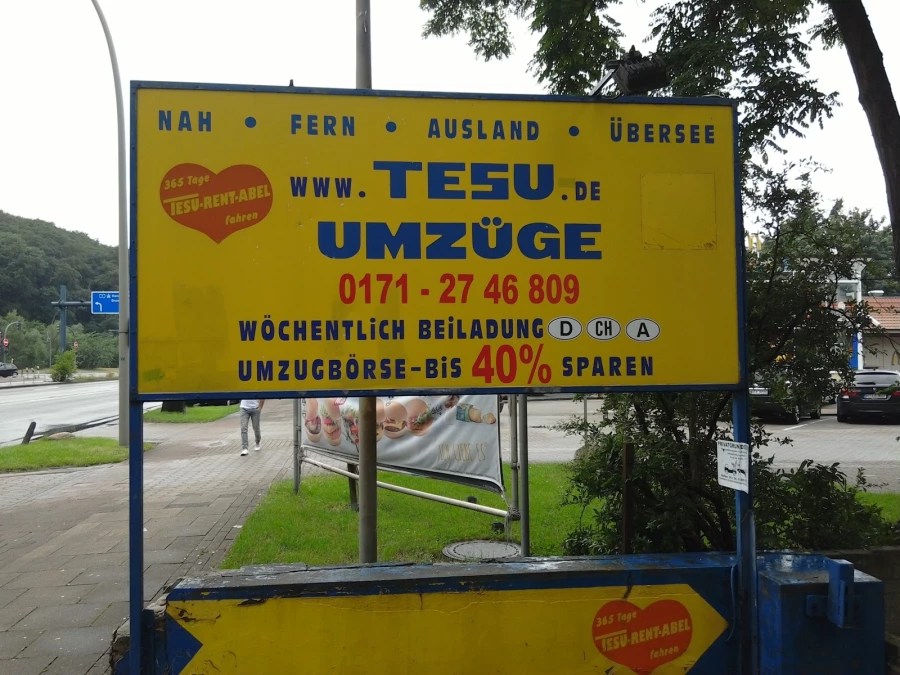 NAH • FERN • AUSLAND • ÜBERSEE
365 Tage
TESU-RENT-ABEL
fahren
WWW.TESU.DE
UMZÜGE
0171 - 27 46 809
WÖCHENTLiCH BEiLADUNG D CH A
UMZUGBÖRSE-BiS 40% SPAREN
365 Tage
TESU-RENT-ABEL
fahren